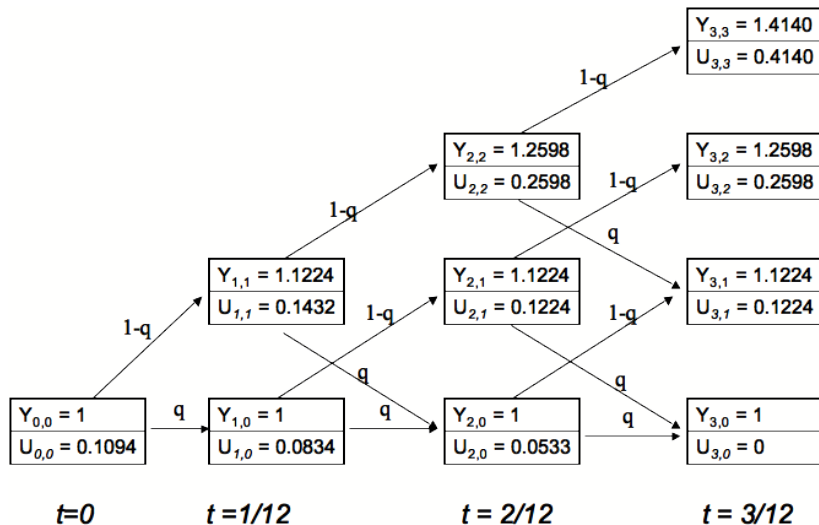 Y3,3 = 1.4140
U3,3 = 0.4140
1-q
Y2,2 = 1.2598
U2,2 = 0.2598
Y3,2 = 1.2598
U3,2 = 0.2598
1-q
1-q
q
Y1,1 = 1.1224
U1,1 = 0.1432
Y2,1 = 1.1224
U2,1 = 0.1224
Y3,1 = 1.1224
U3,1 = 0.1224
1-q
1-q
1-q
q
q
Y0,0 = 1
U0,0 = 0.1094
q
Y1,0 = 1
U1,0 = 0.0834
q
Y2,0 = 1
U2,0 = 0.0533
q
Y3,0 = 1
U3,0 = 0
t=0
t =1/12
t = 2/12
t = 3/12